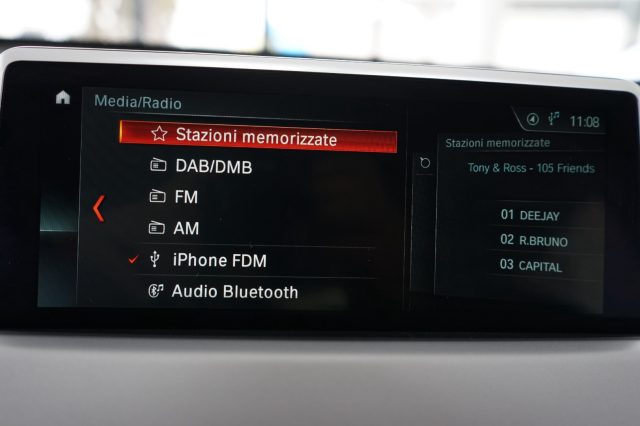 Media/Radio
11:08
Stazioni memorizzate
DAB/DMB
FM
AM
iPhone FDM
Audio Bluetooth
Stazioni memorizzate
Tony & Ross - 105 Friends
01 DEEJAY
02 R.BRUNO
03 CAPITAL